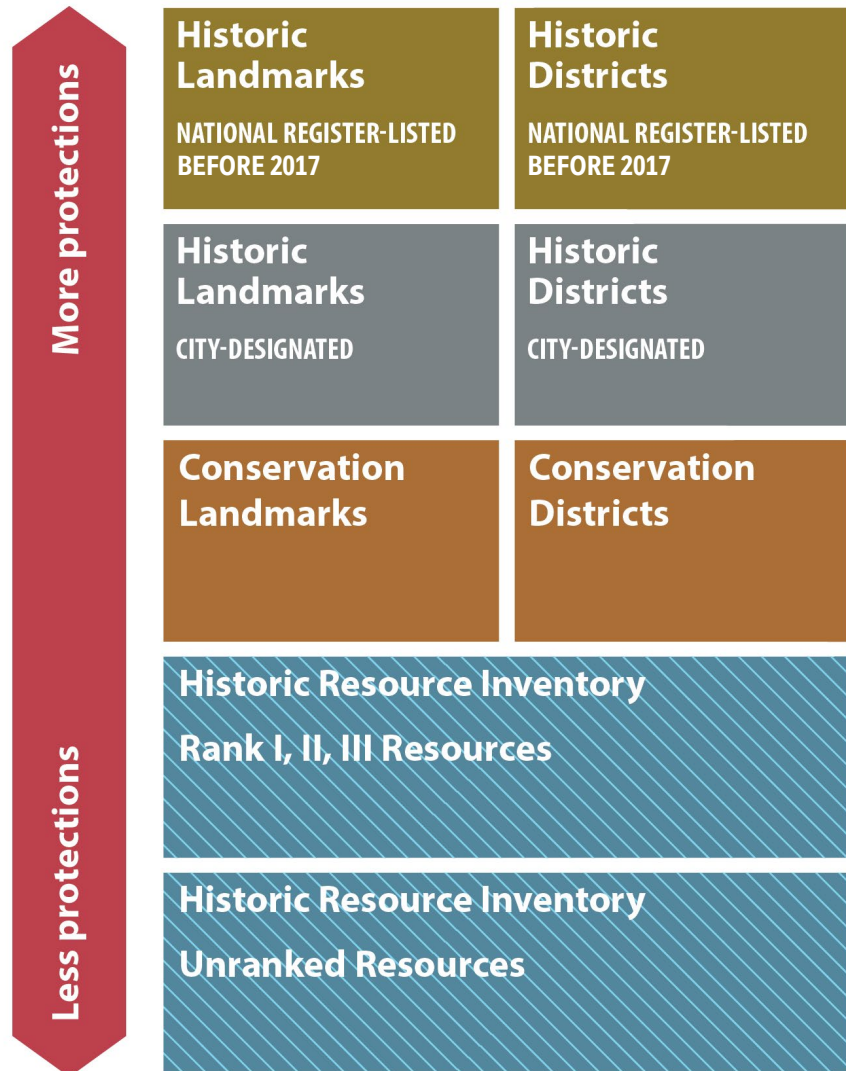 More protections
Less protections
Historic
Landmarks
NATIONAL REGISTER-LISTED
BEFORE 2017
Historic
Districts
NATIONAL REGISTER-LISTED
BEFORE 2017
Historic
Landmarks
CITY-DESIGNATED
Historic
Districts
CITY-DESIGNATED
Conservation
Landmarks
Conservation
Districts
Historic Resource Inventory
Rank I, II, III Resources
Historic Resource Inventory
Unranked Resources